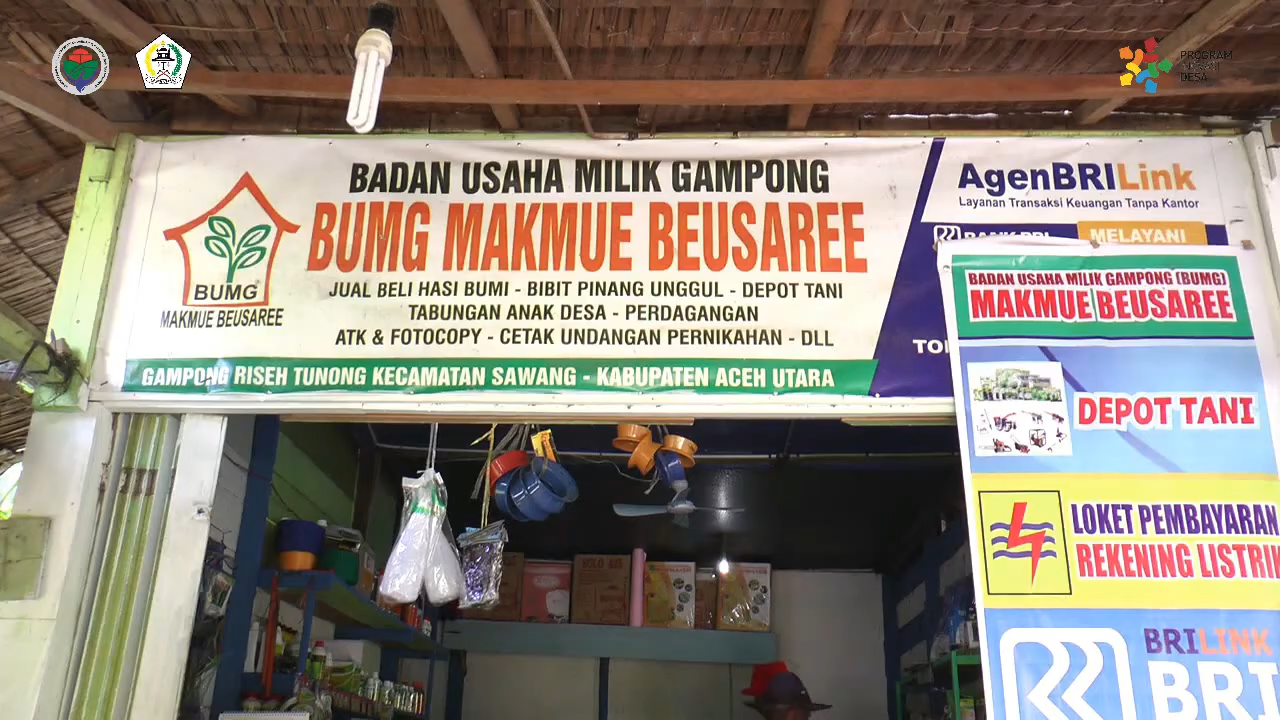 PROGRAM
DESA
BADAN USAHA MILIK GAMPONG
BUMG MAKMUE BEUSAREE
JUAL BELI HASI BUMI - BIBIT PINANG UNGGUL - DEPOT TANI
TABUNGAN ANAK DESA - PERDAGANGAN
ATK & FOTOCOPY - CETAK UNDANGAN PERNIKAHAN - DLL
GAMPONG RISEH TUNONG KECAMATAN SAWANG - KABUPATEN ACEH UTARA
BUMG
MAKMUE BEUSAREE
AgenBRILink
Layanan Transaksi Keuangan Tanpa Kantor
BANK BRI
MELAYANI
BADAN USAHA MILIK GAMPONG (BUMG)
MAKMUE BEUSAREE
DEPOT TANI
LOKET PEMBAYARAN
REKENING LISTRIK
BRILINK
BRI